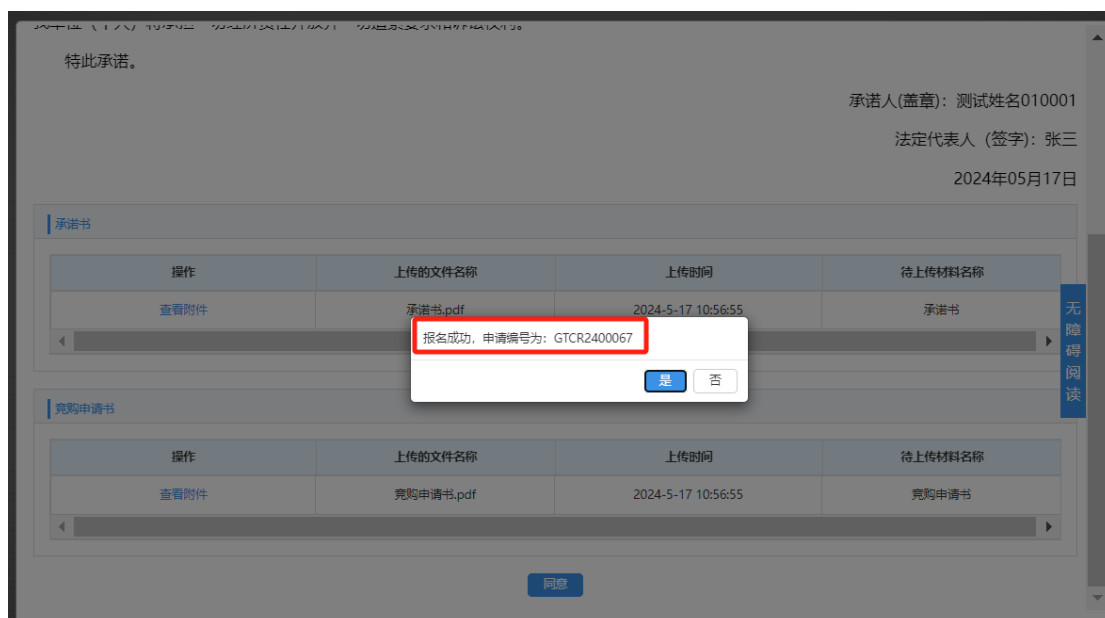 特此承诺。
承诺人(盖章)：测试姓名010001
法定代表人（签字)：张三
2024年05月17日
承诺书
操作 上传的文件名称 上传时间 待上传材料名称
查看附件 承诺书.pdf 2024-5-17 10:56:55 承诺书
报名成功，申请编号为：GTCR2400067
是 否
无障碍阅读
竞购申请书
操作 上传的文件名称 上传时间 待上传材料名称
查看附件 竞购申请书.pdf 2024-5-17 10:56:55 竞购申请书
同意